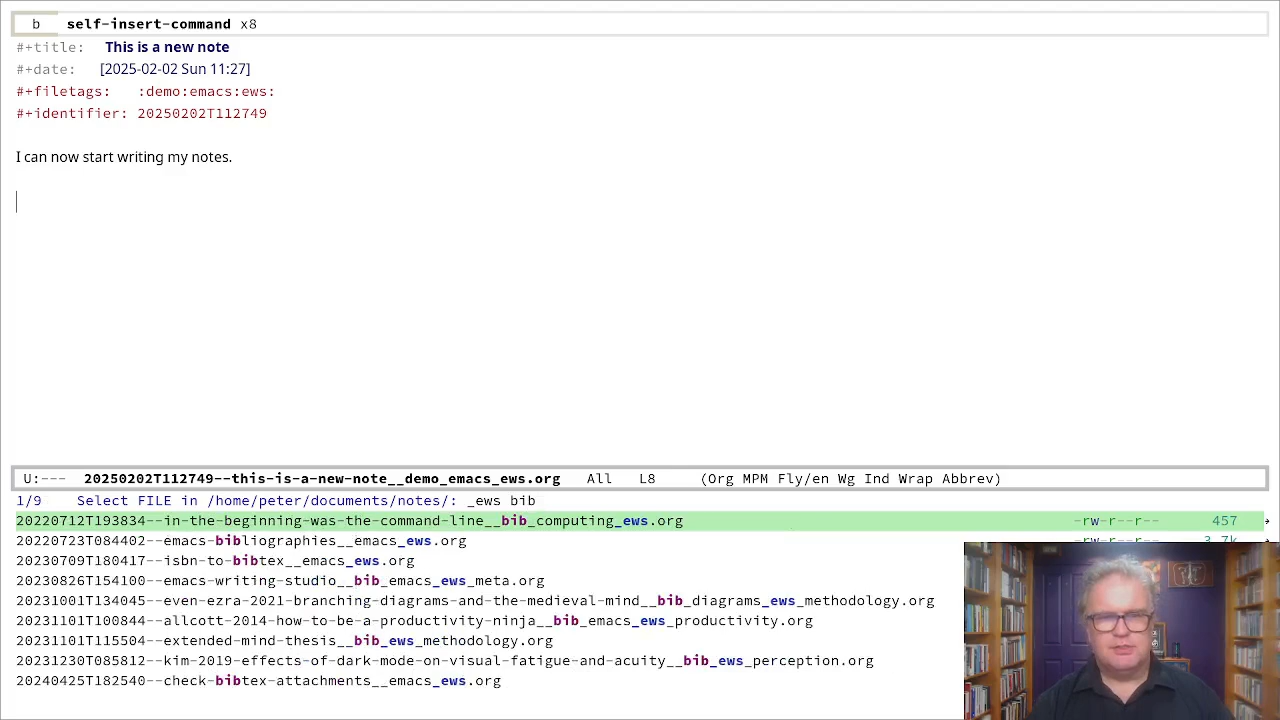 b self-insert-command x8
#+title: This is a new note
#+date: [2025-02-02 Sun 11:27]
#+filetags: :demo:emacs:ews:
#+identifier: 20250202T112749
I can now start writing my notes.
U:--- 20250202T112749--this-is-a-new-note__demo_emacs_ews.org All L8 (Org MPM Fly/en Wg Ind Wrap Abbrev)
1/9 Select FILE in /home/peter/documents/notes/: _ews bib
20220712T193834--in-the-beginning-was-the-command-line__bib_computing_ews.org -rw-r--r-- 457
20220723T084402--emacs-bibliographies__emacs_ews.org -rw-r--r-- 3.7k
20230709T180417--isbn-to-bibtex__emacs_ews.org
20230826T154100--emacs-writing-studio__bib_emacs_ews_meta.org
20231001T134045--even-ezra-2021-branching-diagrams-and-the-medieval-mind__bib_diagrams_ews_methodology.org
20231101T100844--allcott-2014-how-to-be-a-productivity-ninja__bib_emacs_ews_productivity.org
20231101T115504--extended-mind-thesis__bib_ews_methodology.org
20231230T085812--kim-2019-effects-of-dark-mode-on-visual-fatigue-and-acuity__bib_ews_perception.org
20240425T182540--check-bibtex-attachments__emacs_ews.org